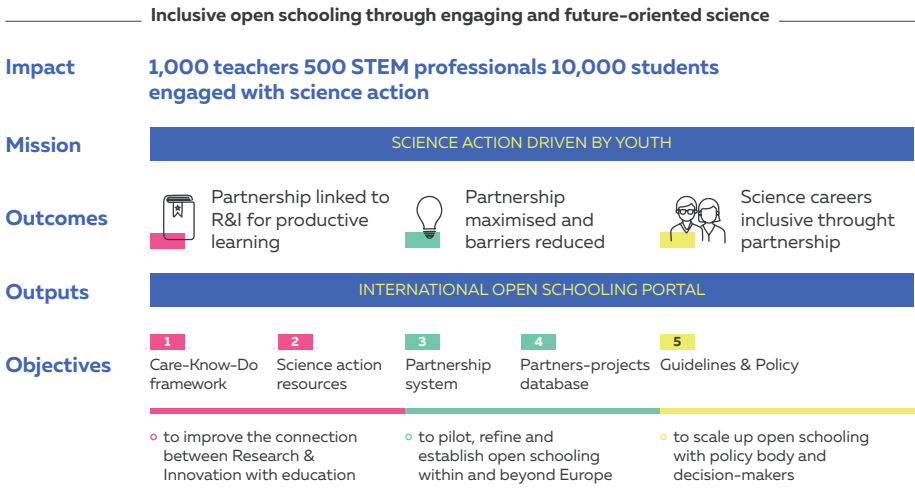 Inclusive open schooling through engaging and future-oriented science
Impact
1,000 teachers 500 STEM professionals 10,000 students
engaged with science action
Mission
SCIENCE ACTION DRIVEN BY YOUTH
Outcomes
Partnership linked to
R&I for productive
learning
Partnership
maximised and
barriers reduced
Science careers
inclusive throught
partnership
Outputs
INTERNATIONAL OPEN SCHOOLING PORTAL
Objectives
1
Care-Know-Do
framework
2
Science action
resources
3
Partnership
system
4
Partners-projects
database
5
Guidelines & Policy
to improve the connection
between Research &
Innovation with education
to pilot, refine and
establish open schooling
within and beyond Europe
to scale up open schooling
with policy body and
decision-makers